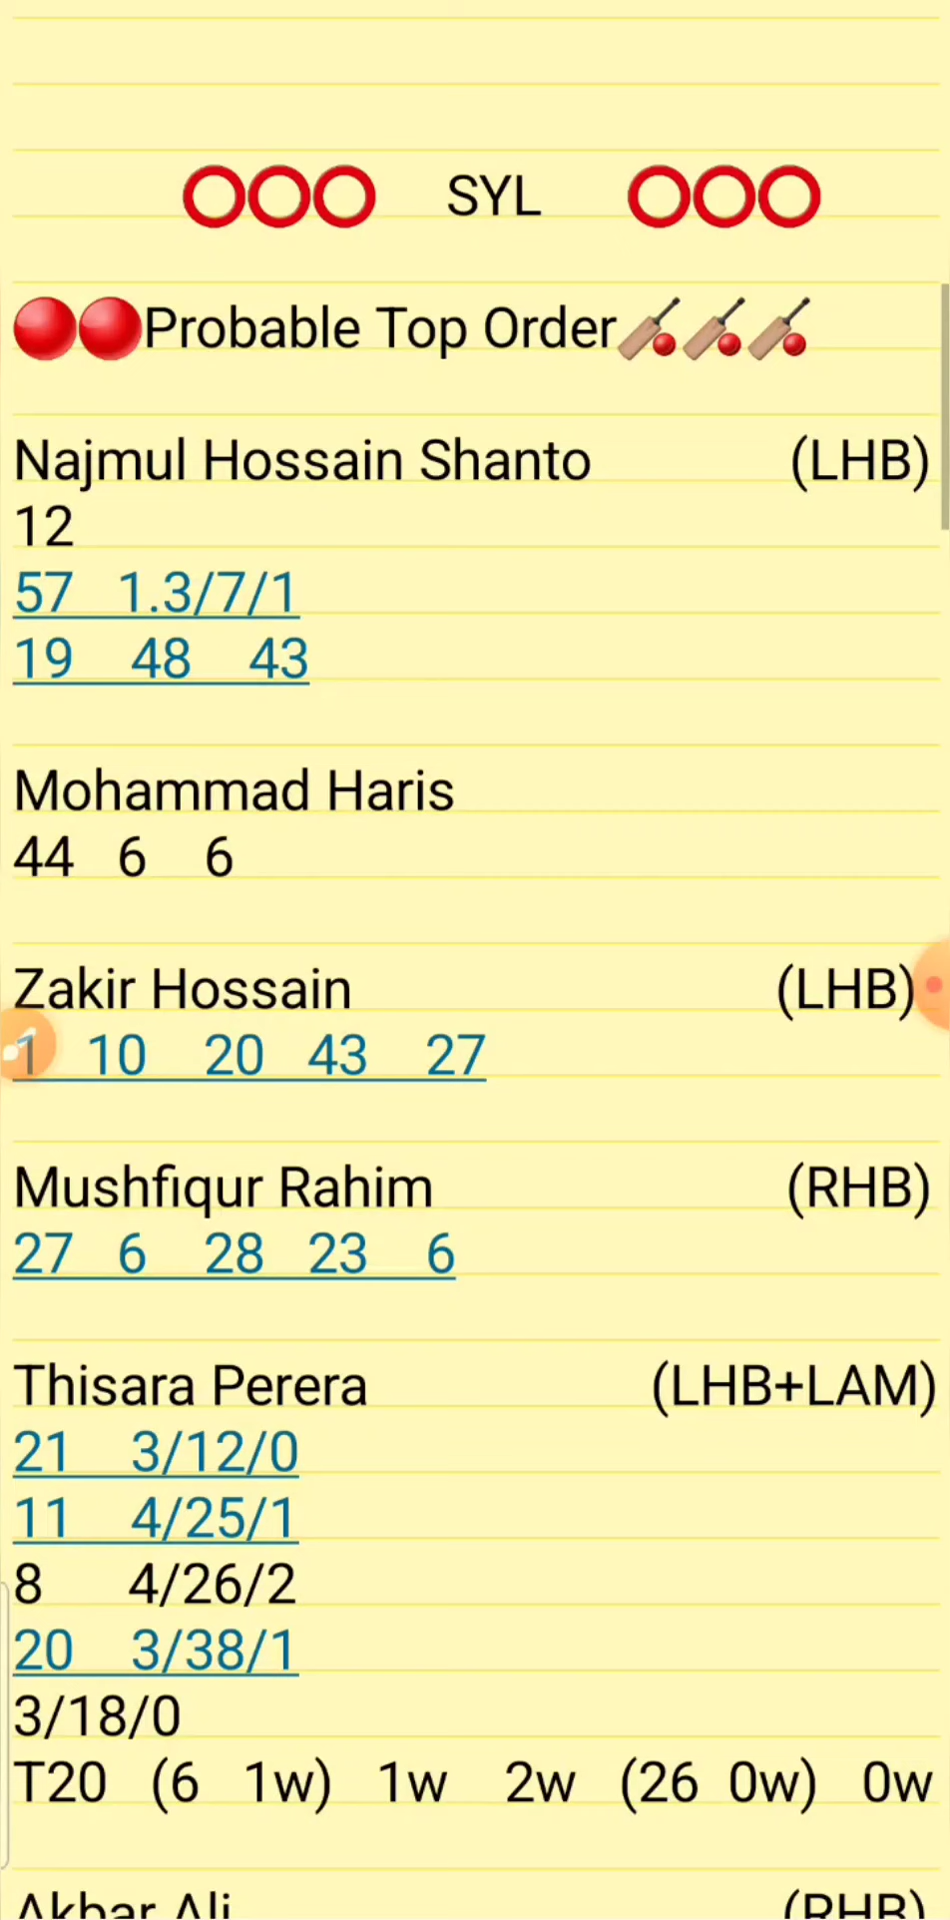 SYL
Probable Top Order
Najmul Hossain Shanto (LHB)
12
57 1.3/7/1
19 48 43
Mohammad Haris
44 6 6
Zakir Hossain (LHB)
1 10 20 43 27
Mushfiqur Rahim (RHB)
27 6 28 23 6
Thisara Perera (LHB+LAM)
21 3/12/0
11 4/25/1
8 4/26/2
20 3/38/1
3/18/0
T20 (6 1w) 1w 2w (26 0w) 0w
Akbar Ali (RHB)